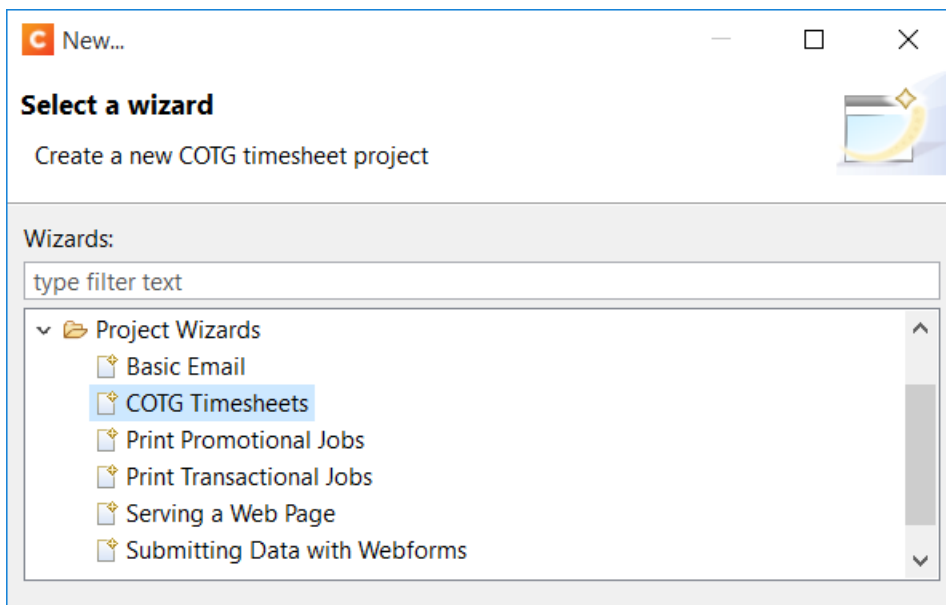 C New...
Select a wizard
Create a new COTG timesheet project
Wizards:
type filter text
Project Wizards
Basic Email
COTG Timesheets
Print Promotional Jobs
Print Transactional Jobs
Serving a Web Page
Submitting Data with Webforms